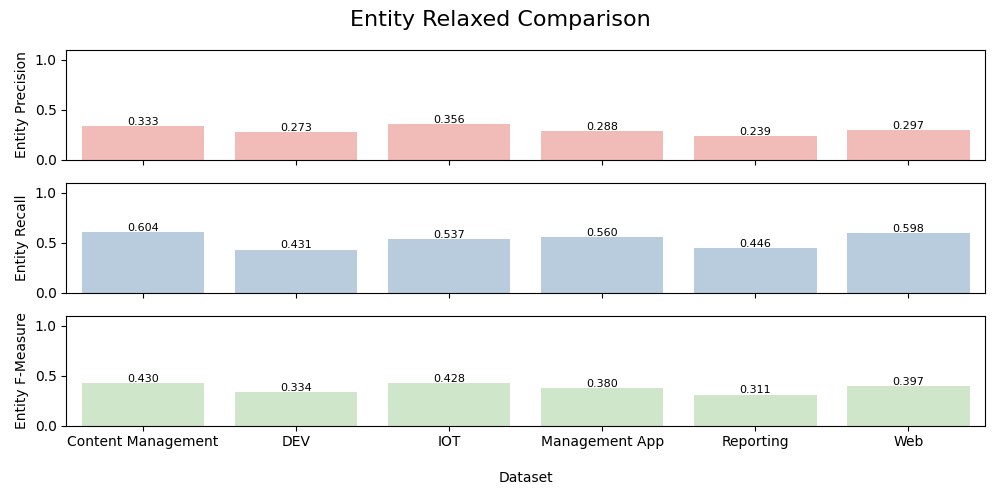 Entity Relaxed Comparison
Entity Precision
1.0
0.5
0.0
0.333
0.273
0.356
0.288
0.239
0.297
Entity Recall
1.0
0.5
0.0
0.604
0.431
0.537
0.560
0.446
0.598
Entity F-Measure
1.0
0.5
0.0
0.430
0.334
0.428
0.380
0.311
0.397
Content Management
DEV
IOT
Management App
Reporting
Web
Dataset